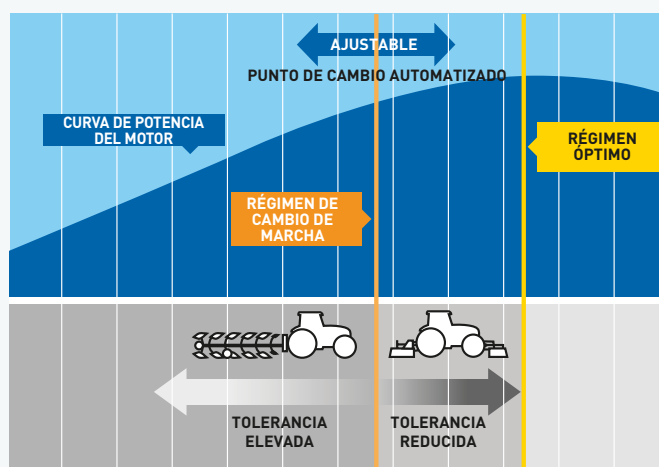 AJUSTABLE
PUNTO DE CAMBIO AUTOMATIZADO
CURVA DE POTENCIA
DEL MOTOR
RÉGIMEN
ÓPTIMO
RÉGIMEN DE
CAMBIO DE
MARCHA
TOLERANCIA
ELEVADA
TOLERANCIA
REDUCIDA